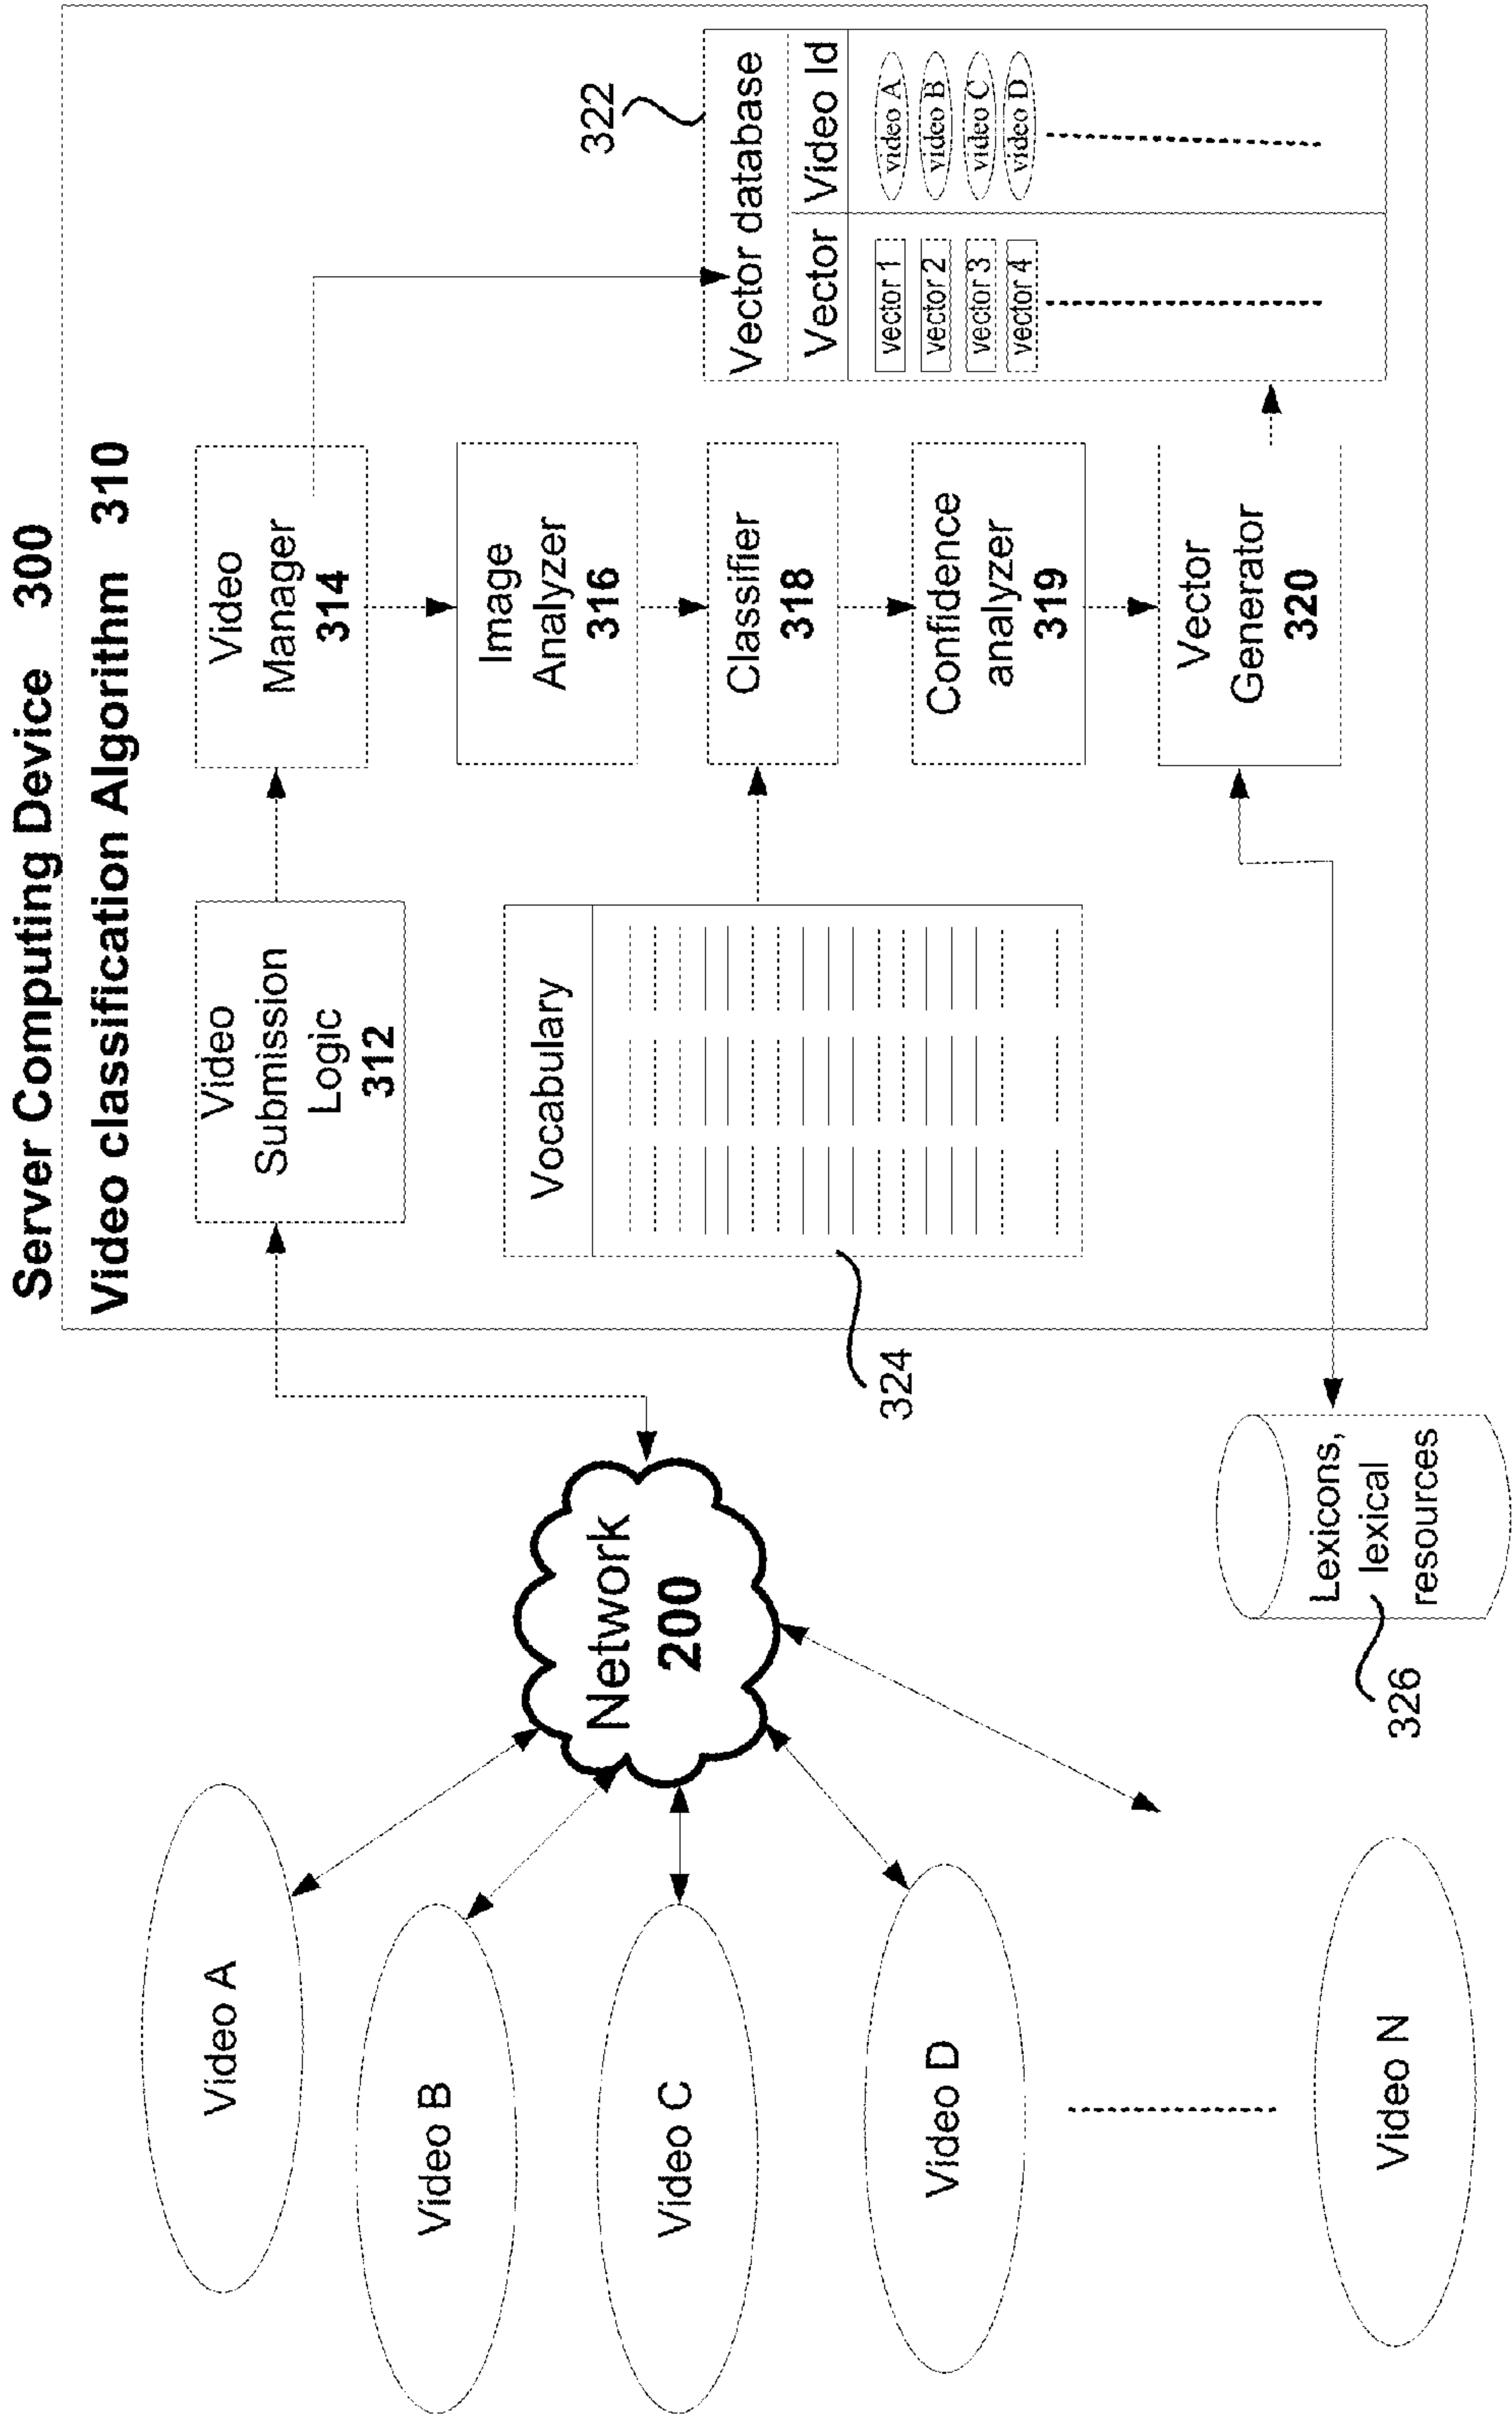 Server Computing Device 300
Video classification Algorithm 310
Video A
Video B
Video C
Video D
Video N
Network
200
Video
Submission
Logic
312
Video
Manager
314
Vocabulary
324
Image
Analyzer
316
Classifier
318
Confidence
analyzer
319
Vector
Generator
320
322
Vector database
Vector Video Id
vector 1 video A
vector 2 video B
vector 3 video C
vector 4 video D
Lexicons,
lexical
resources
326